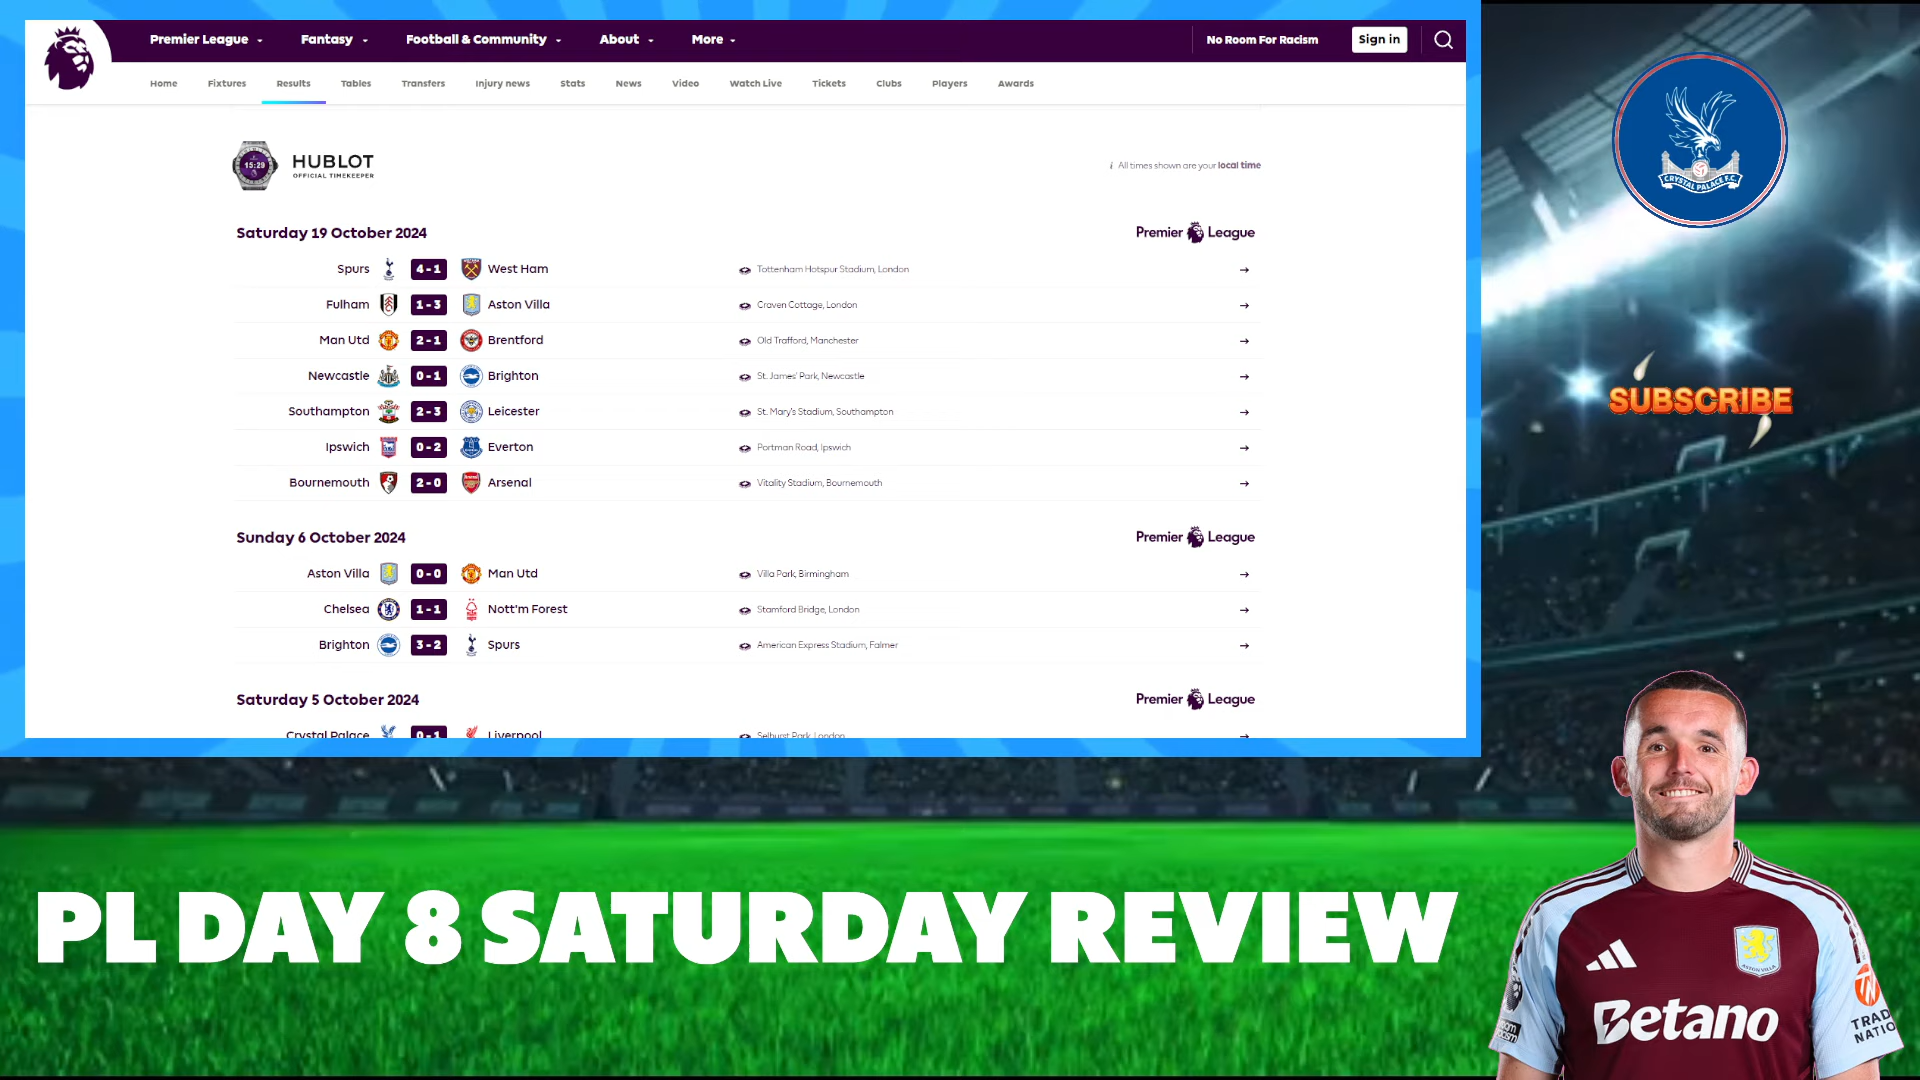 Premier League Fantasy Football & Community About More No Room For Racism Sign in
Home Fixtures Results Tables Transfers Injury news Stats News Video Watch Live Tickets Clubs Players Awards
15:29 HUBLOT
OFFICIAL TIMEKEEPER
i All times shown are your local time
Saturday 19 October 2024 Premier League
Spurs 4 - 1 West Ham Tottenham Hotspur Stadium, London
Fulham 1 - 3 Aston Villa Craven Cottage, London
Man Utd 2 - 1 Brentford Old Trafford, Manchester
Newcastle 0 - 1 Brighton St. James' Park, Newcastle
Southampton 2 - 3 Leicester St. Mary's Stadium, Southampton
Ipswich 0 - 2 Everton Portman Road, Ipswich
Bournemouth 2 - 0 Arsenal Vitality Stadium, Bournemouth
Sunday 6 October 2024 Premier League
Aston Villa 0 - 0 Man Utd Villa Park, Birmingham
Chelsea 1 - 1 Nott'm Forest Stamford Bridge, London
Brighton 3 - 2 Spurs American Express Stadium, Falmer
Saturday 5 October 2024 Premier League
Crystal Palace 0 - 1 Liverpool Selhurst Park, London
CRYSTAL PALACE F.C.
SUBSCRIBE
PL DAY 8 SATURDAY REVIEW
ASTON VILLA
Betano
TRAD
NATIO